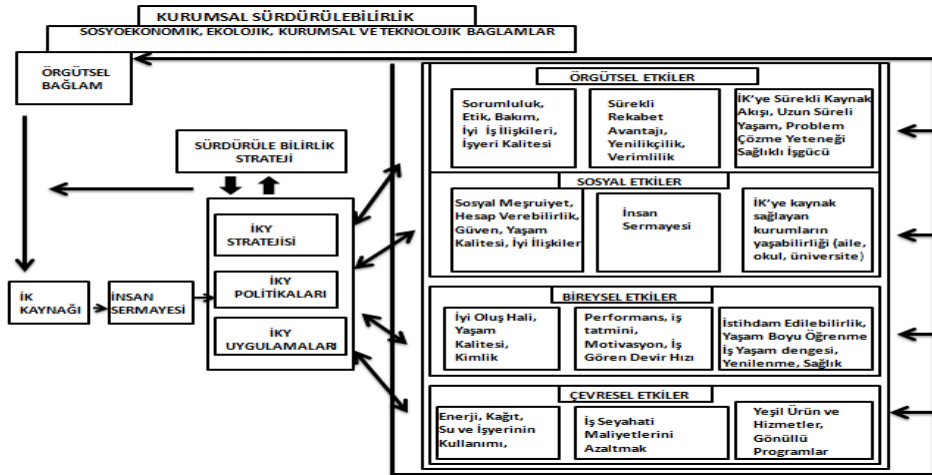 KURUMSAL SÜRDÜRÜLEBİLİRLİK
SOSYOEKONOMİK, EKOLOJİK, KURUMSAL VE TEKNOLOJİK BAĞLAMLAR
ÖRGÜTSEL
BAĞLAM
SÜRDÜRÜLE BİLİRLİK
STRATEJİ
İKY
STRATEJİSİ
İKY
POLİTİKALARI
İKY
UYGULAMALARI
İK
KAYNAĞI
İNSAN
SERMAYESİ
ÖRGÜTSEL ETKİLER
Sorumluluk,
Etik, Bakım,
İyi İş İlişkileri,
İşyeri Kalitesi
Sürekli
Rekabet
Avantajı,
Yenilikçilik,
Verimlilik
İK'ye Sürekli Kaynak
Akışı, Uzun Süreli
Yaşam, Problem
Çözme Yeteneği
Sağlıklı İşgücü
SOSYAL ETKİLER
Sosyal Meşruiyet,
Hesap Verebilirlik,
Güven, Yaşam
Kalitesi, İyi İlişkiler
İnsan
Sermayesi
İK'ye kaynak
sağlayan
kurumların
yaşabilirliği (aile,
okul, üniversite)
BİREYSEL ETKİLER
İyi Oluş Hali,
Yaşam
Kalitesi,
Kimlik
Performans, iş
tatmini,
Motivasyon, İş
Gören Devir Hızı
İstihdam Edilebilirlik,
Yaşam Boyu Öğrenme
İş Yaşam dengesi,
Yenilenme, Sağlık
ÇEVRESEL ETKİLER
Enerji, Kağıt,
Su ve İşyerinin
Kullanımı,
İş Seyahati
Maliyetlerini
Azaltmak
Yeşil Ürün ve
Hizmetler,
Gönüllü
Programlar